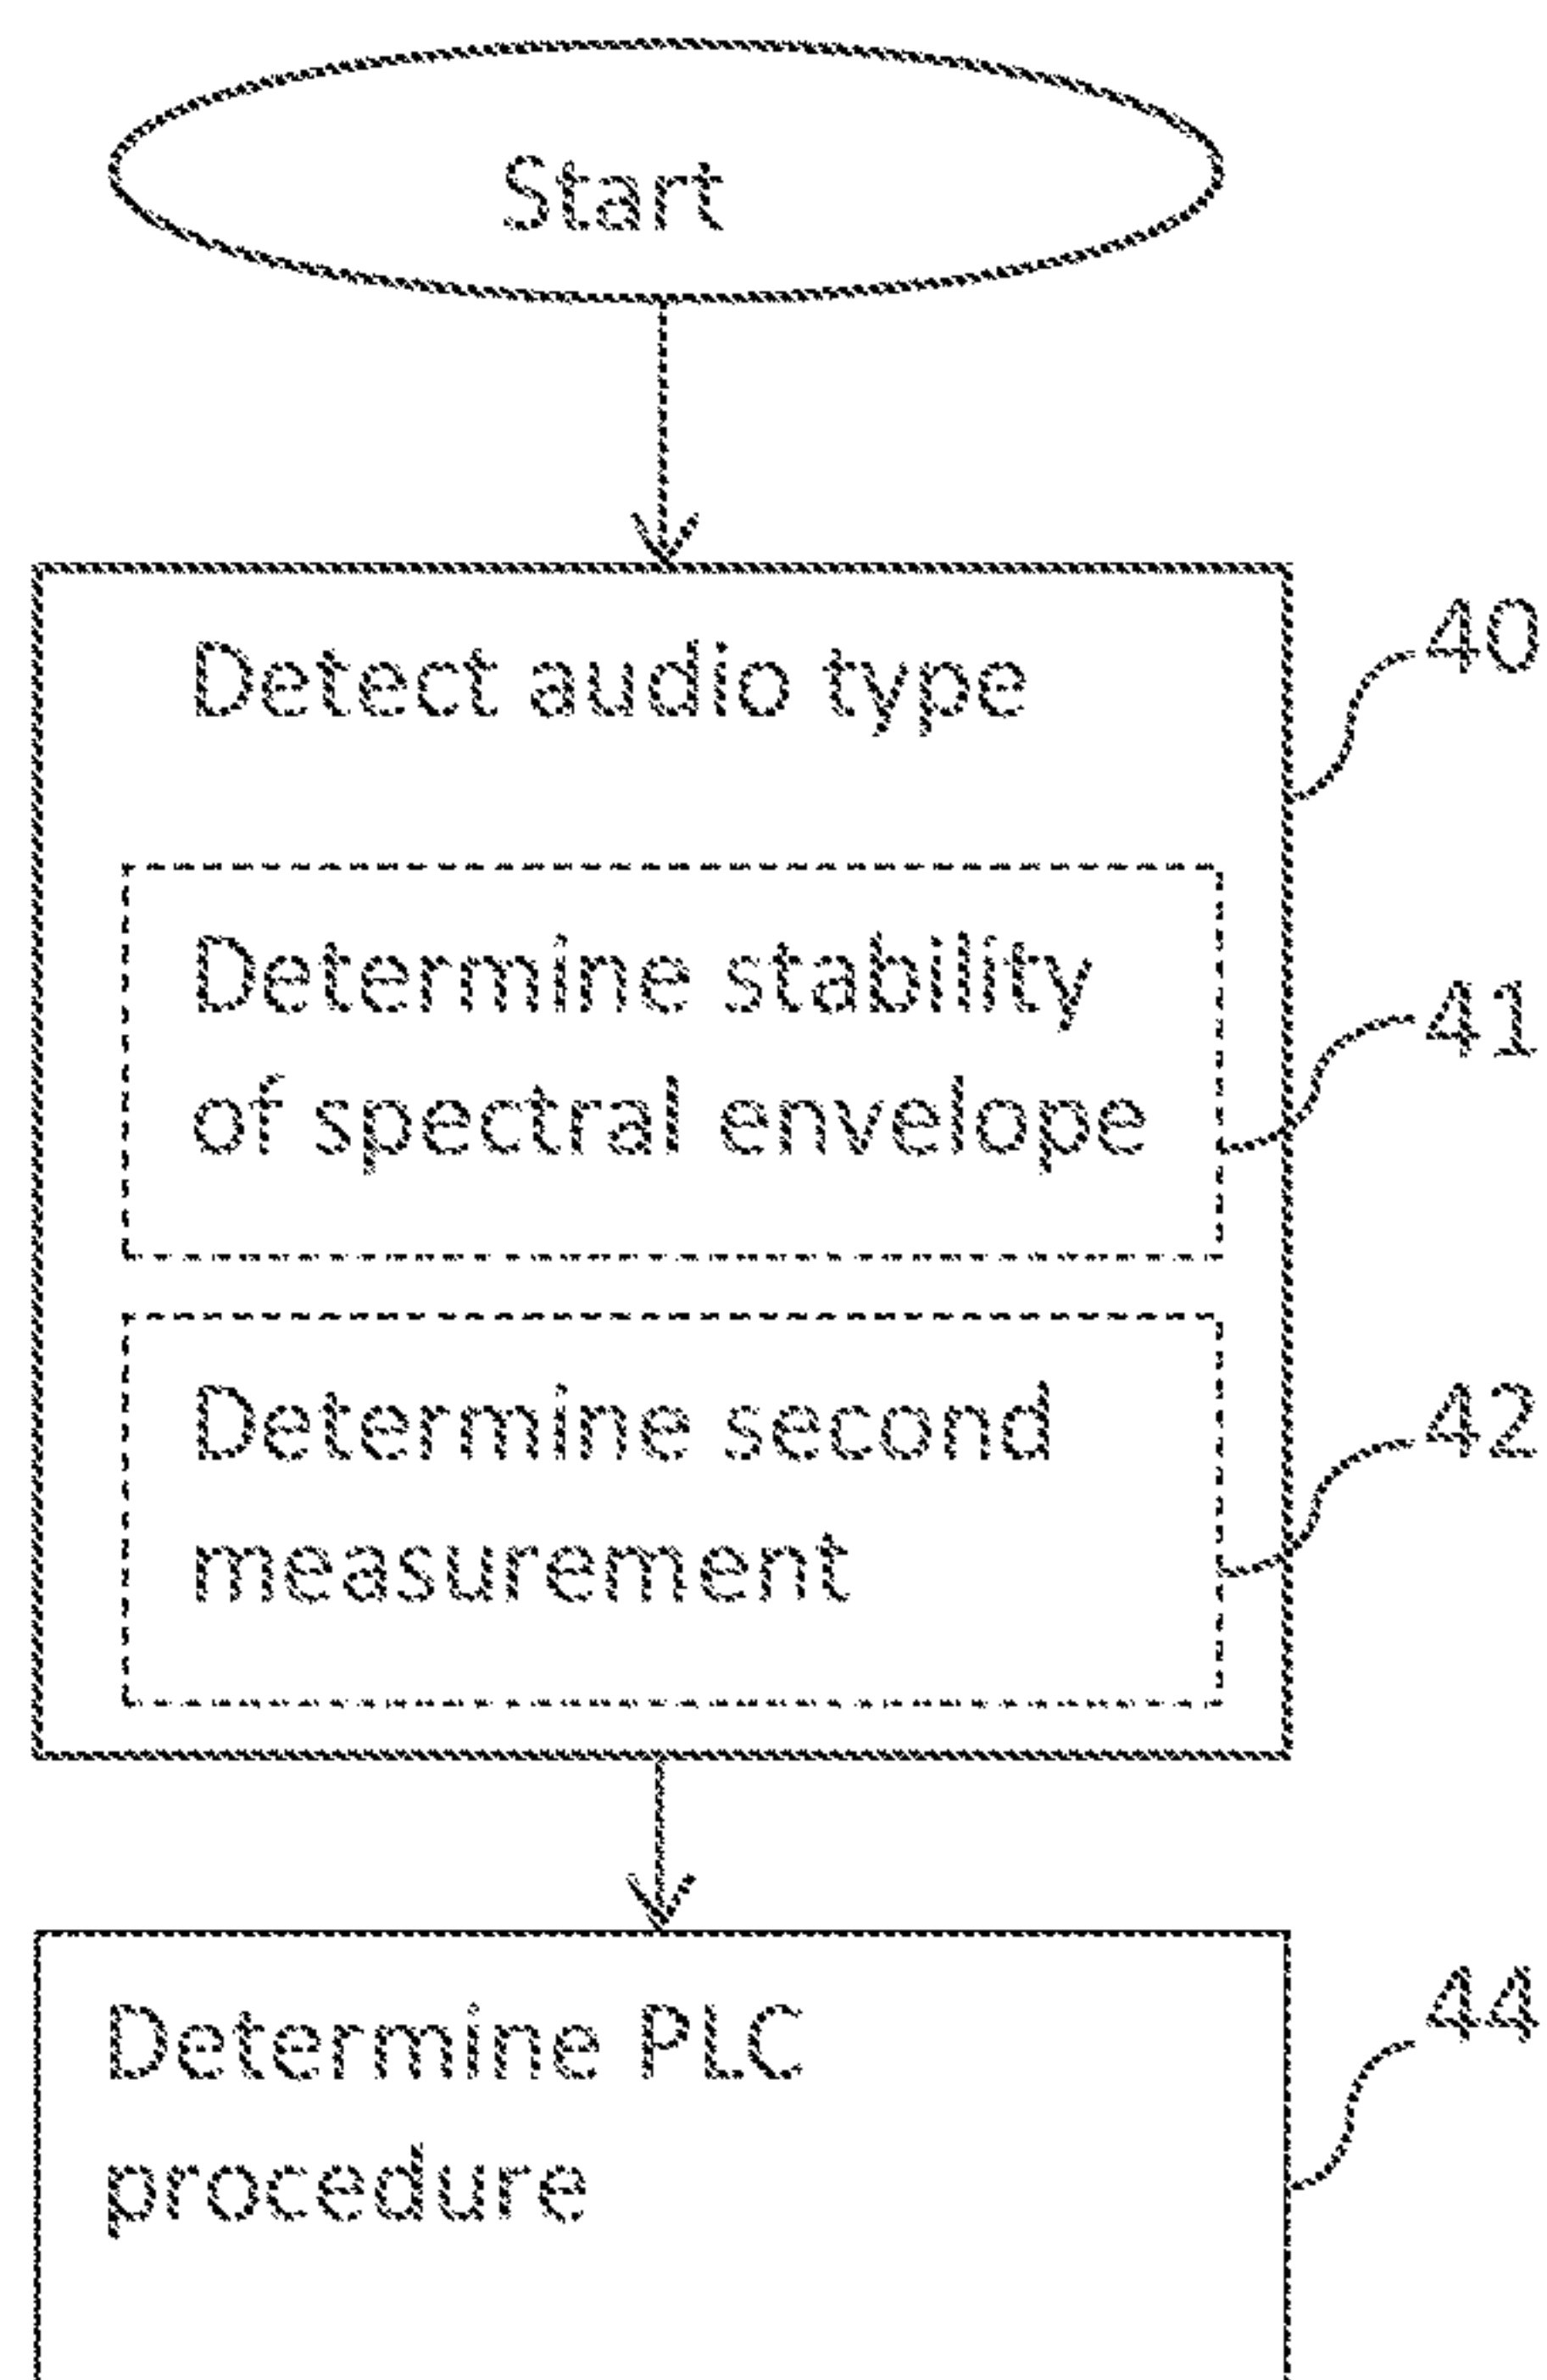 Start
Detect audio type
40
Determine stability
of spectral envelope
41
Determine second
measurement
42
Determine PLC
procedure
44